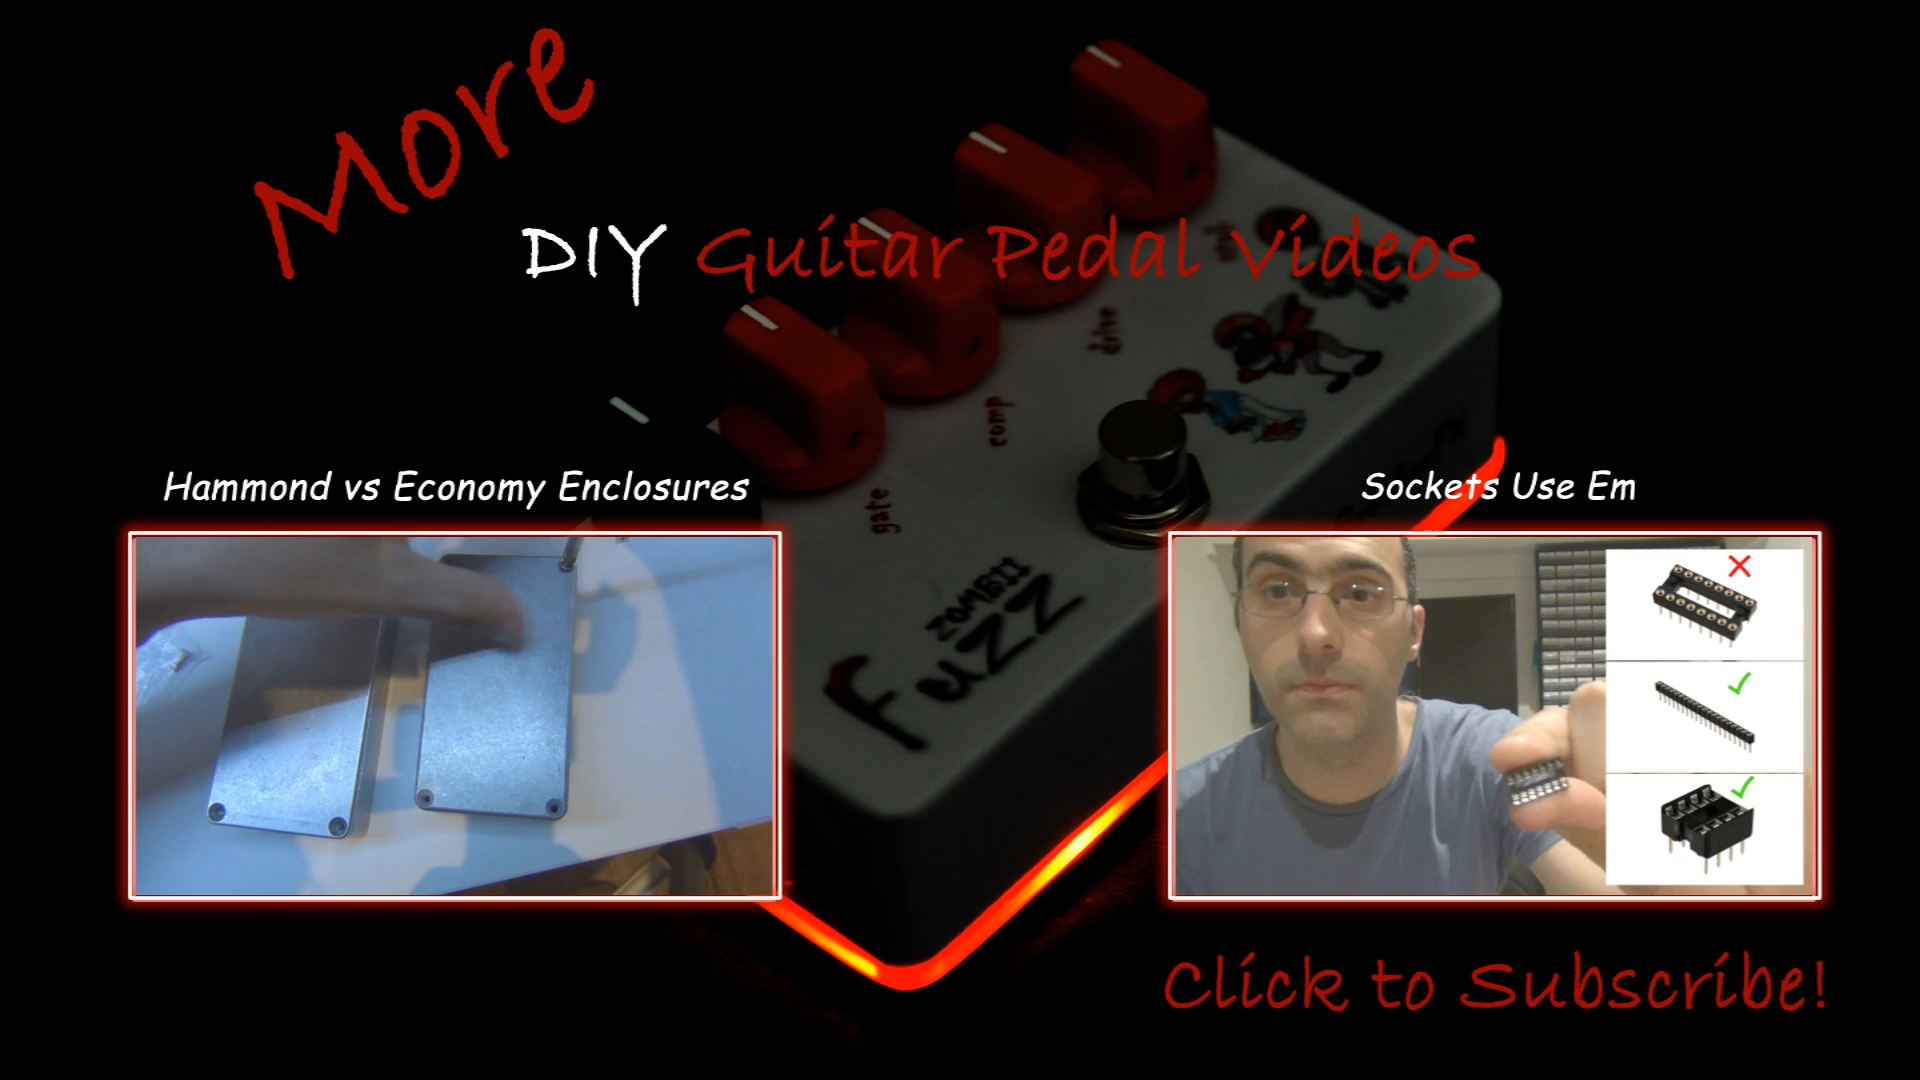 More
DIY Guitar Pedal Videos
vol
drive
comp
gate
Hammond vs Economy Enclosures
Sockets Use Em
ZOMBII
Fuzz
Click to Subscribe!